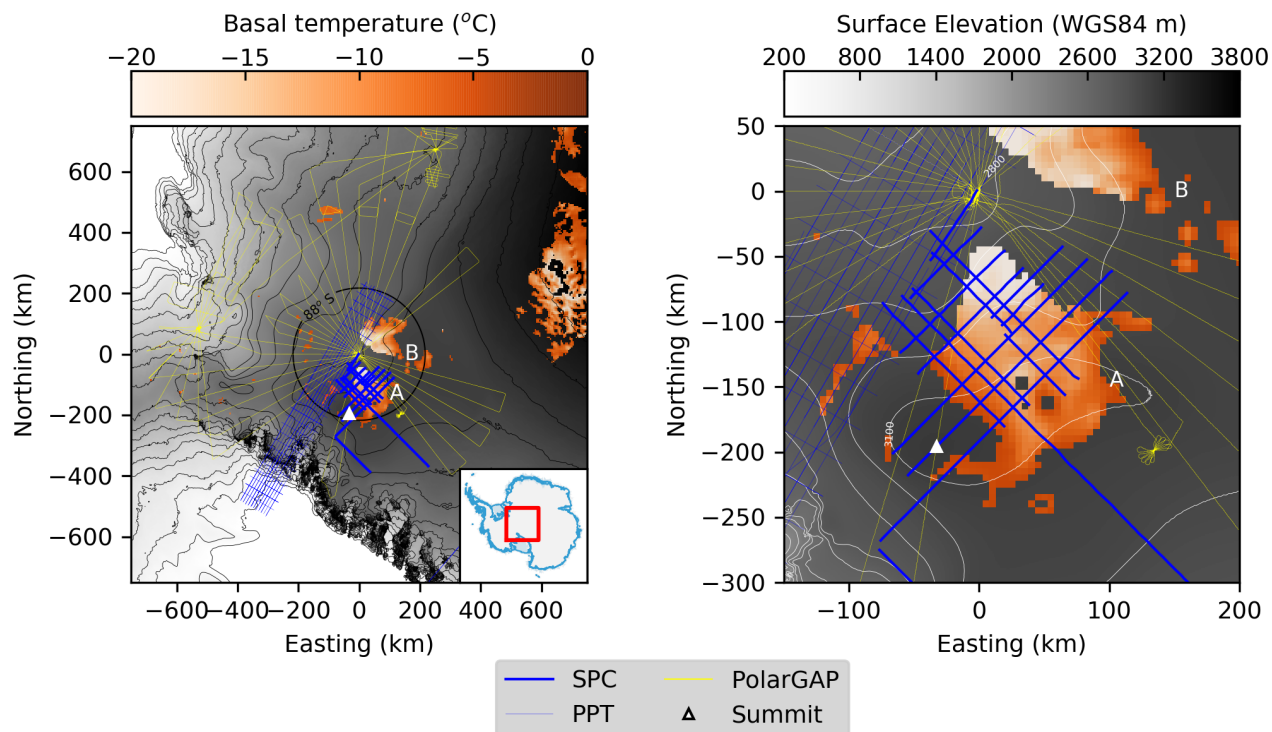 Basal temperature (°C)
−20 −15 −10 −5 0
Surface Elevation (WGS84 m)
200 800 1400 2000 2600 3200 3800
600
400
200
0
−200
−400
−600
Northing (km)
88° S
B
A
−600 −400 −200 0 200 400 600
Easting (km)
50
0
−50
−100
−150
−200
−250
−300
Northing (km)
2800
B
A
3100
−100 0 100 200
Easting (km)
SPC
PolarGAP
PPT
Summit